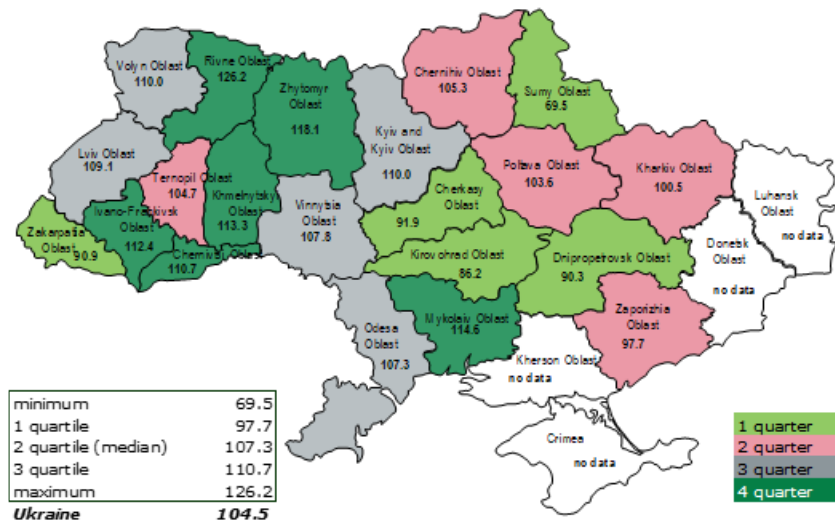 Volyn Oblast
110.0
Rivne Oblast
126.2
Zhytomyr
Oblast
118.1
Kyiv and
Kyiv Oblast
110.0
Chernihiv Oblast
105.3
Sumy Oblast
69.5
Lviv Oblast
109.1
Ternopil Oblast
104.7
Khmelnytskyi
Oblast
113.3
Vinnytsia
Oblast
107.8
Cherkasy
Oblast
91.9
Poltava Oblast
103.6
Kharkiv Oblast
100.5
Luhansk
Oblast
no data
Zakarpattia
Oblast
90.9
Ivano-Frankivsk
Oblast
112.4
Chernivtsi Oblast
110.7
Kirovohrad Oblast
86.2
Dnipropetrovsk Oblast
90.3
Donetsk
Oblast
no data
Odesa
Oblast
107.3
Mykolaiv Oblast
114.6
Zaporizhia
Oblast
97.7
Kherson Oblast
no data
Crimea
no data
minimum 69.5
1 quartile 97.7
2 quartile (median) 107.3
3 quartile 110.7
maximum 126.2
Ukraine 104.5
1 quarter
2 quarter
3 quarter
4 quarter